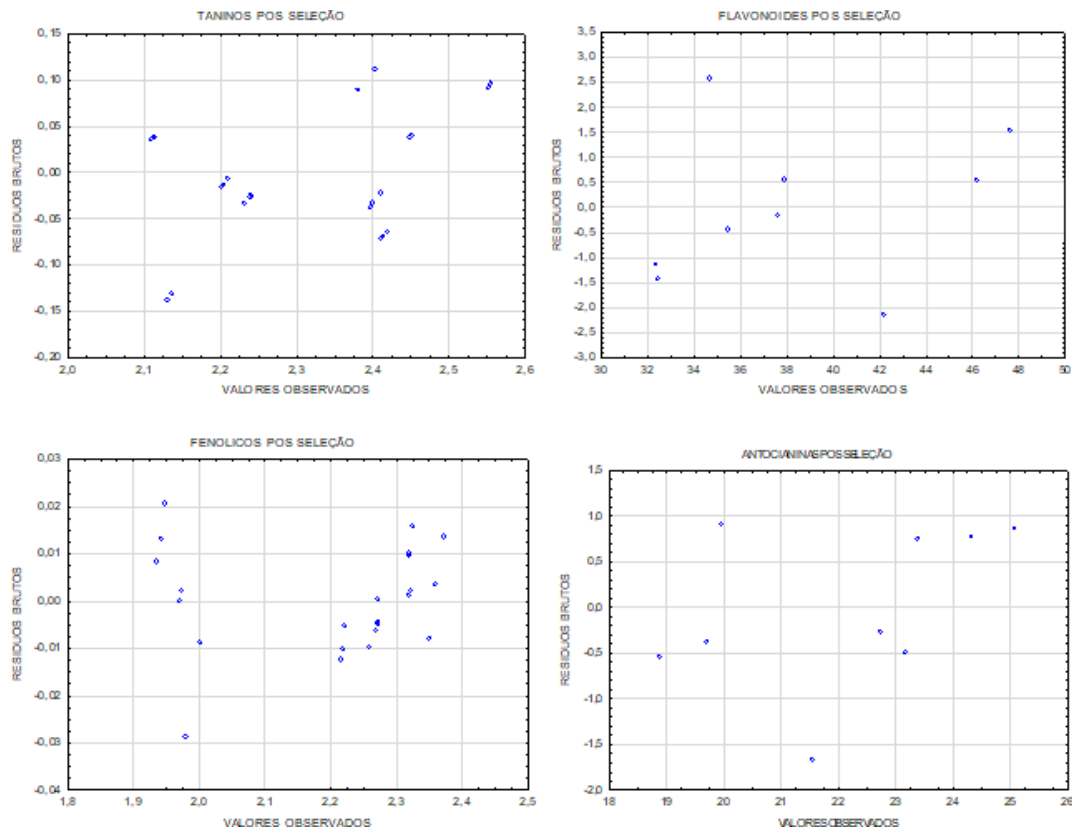 TANINOS POS SELEÇÃO
0,15
0,10
0,05
0,00
-0,05
-0,10
-0,15
-0,20
RESIDUOS BRUTOS
2,0 2,1 2,2 2,3 2,4 2,5 2,6
VALORES OBSERVADOS
FLAVONOIDES POS SELEÇÃO
3,5
3,0
2,5
2,0
1,5
1,0
0,5
0,0
-0,5
-1,0
-1,5
-2,0
-2,5
-3,0
RESIDUOS BRUTOS
30 32 34 36 38 40 42 44 46 48 50
VALORES OBSERVADOS
FENOLICOS POS SELEÇÃO
0,03
0,02
0,01
0,00
-0,01
-0,02
-0,03
-0,04
RESIDUOS BRUTOS
1,8 1,9 2,0 2,1 2,2 2,3 2,4 2,5
VALORES OBSERVADOS
ANTOCIANINAS POS SELEÇÃO
1,5
1,0
0,5
0,0
-0,5
-1,0
-1,5
-2,0
RESIDUOS BRUTOS
18 19 20 21 22 23 24 25 26
VALORES OBSERVADOS